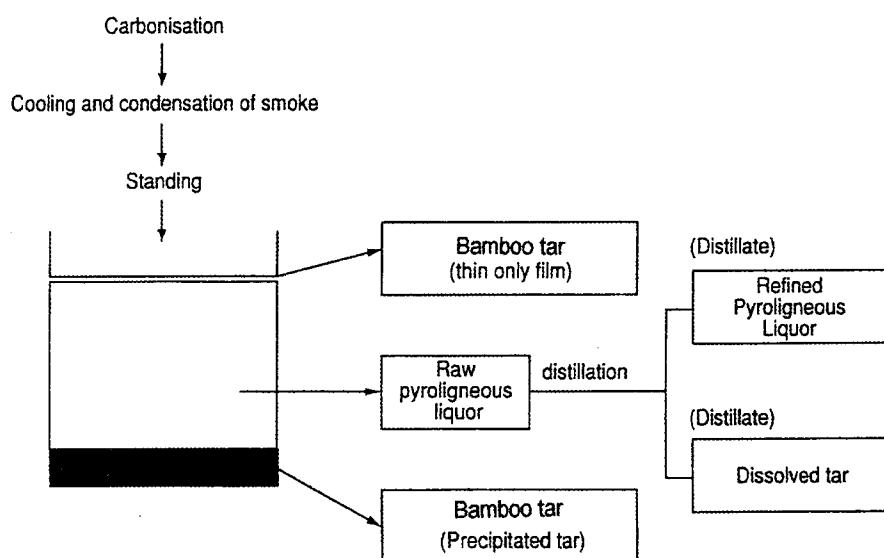 Carbonisation
Cooling and condensation of smoke
Standing
Bamboo tar
(thin only film)
Raw
pyroligneous
liquor
distillation
(Distillate)
Refined
Pyroligneous
Liquor
(Distillate)
Dissolved tar
Bamboo tar
(Precipitated tar)